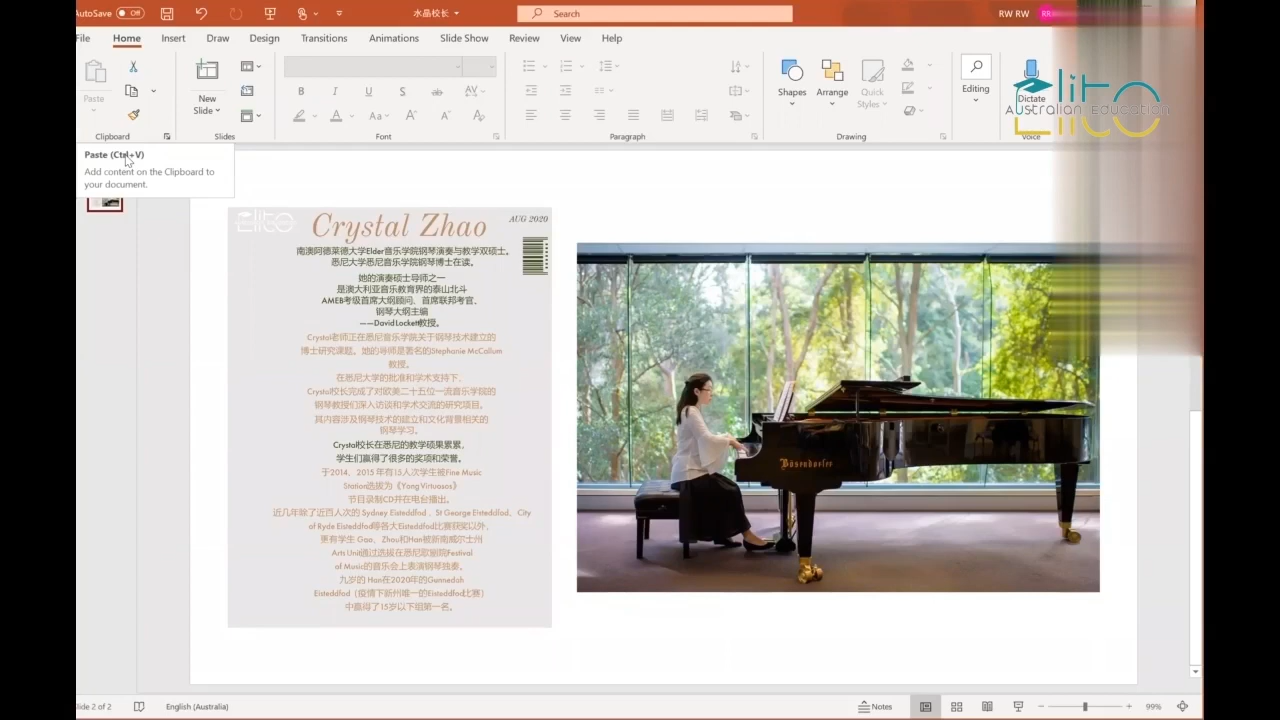 AutoSave Off
水晶校长
Search
RW RW
RR
File Home Insert Draw Design Transitions Animations Slide Show Review View Help
Paste
Clipboard
New
Slide
Slides
Font
Paragraph
Shapes
Arrange
Quick
Styles
Drawing
Editing
Dictate
Voice
lito
Australian Education
Paste (Ctrl+V)
Add content on the Clipboard to
your document.
lito
Crystal Zhao
AUG 2020
南澳阿德莱德大学Elder音乐学院钢琴演奏与教学双硕士。
悉尼大学悉尼音乐学院钢琴博士在读。
她的演奏硕士导师之一
是澳大利亚音乐教育界的泰山北斗
AMEB考级首席大纲顾问、首席联邦考官、
钢琴大纲主编
——David Lockett教授。
Crystal老师正在悉尼音乐学院关于钢琴技术建立的
博士研究课题。她的导师是著名的Stephanie McCallum
教授。
在悉尼大学的批准和学术支持下，
Crystal校长完成了对欧美二十五位一流音乐学院的
钢琴教授们深入访谈和学术交流的研究项目。
其内容涉及钢琴技术的建立和文化背景相关的
钢琴学习。
Crystal校长在悉尼的教学硕果累累，
学生们赢得了很多的奖项和荣誉。
于2014、2015 年有15人次学生被Fine Music
Station选拔为《Yong Virtuosos》
节目录制CD并在电台播出。
近几年除了近百人次的 Sydney Eisteddfod 、St George Eisteddfod、City
of Ryde Eisteddfod等各大Eisteddfod比赛获奖以外，
更有学生 Gao、Zhou和Han被新南威尔士州
Arts Unit通过选拔在悉尼歌剧院Festival
of Music的音乐会上表演钢琴独奏。
九岁的 Han在2020年的Gunnedah
Eisteddfod（疫情下新州唯一的Eisteddfod比赛）
中赢得了15岁以下组第一名。
Bösendorfer
Slide 2 of 2
English (Australia)
Notes
99%